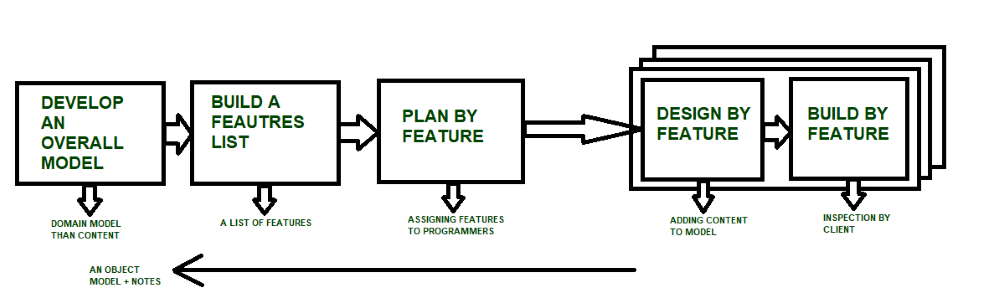 DEVELOP
AN
OVERALL
MODEL
BUILD A
FEAUTRES
LIST
PLAN BY
FEATURE
DESIGN BY
FEATURE
BUILD BY
FEATURE
DOMAIN MODEL
THAN CONTENT
A LIST OF FEATURES
ASSIGNING FEATURES
TO PROGRAMMERS
ADDING CONTENT
TO MODEL
INSPECTION BY
CLIENT
AN OBJECT
MODEL + NOTES